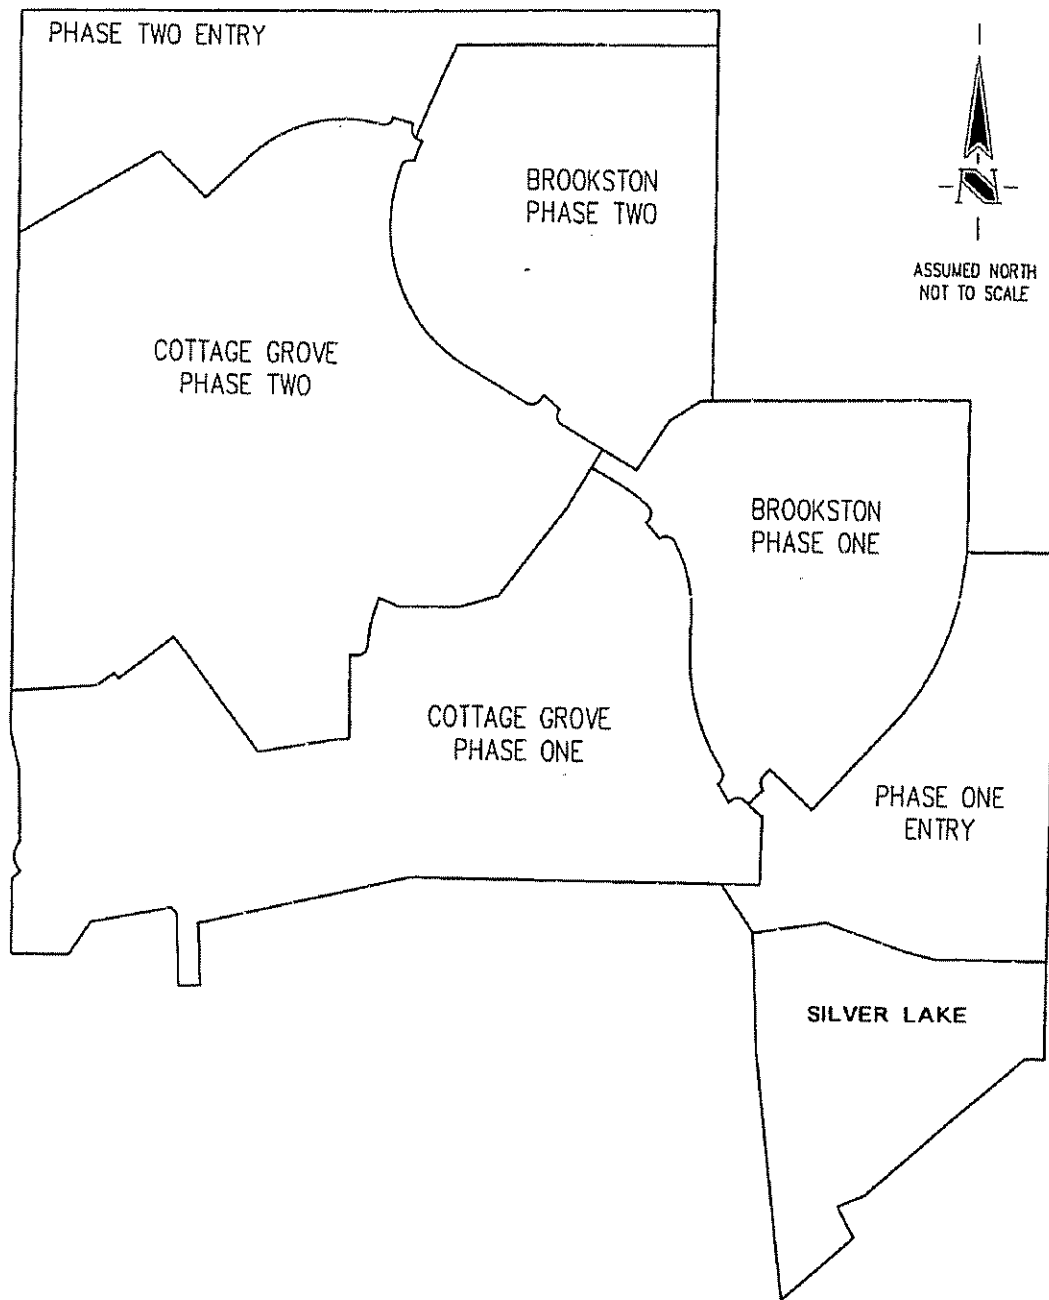 PHASE TWO ENTRY
BROOKSTON
PHASE TWO
N
ASSUMED NORTH
NOT TO SCALE
COTTAGE GROVE
PHASE TWO
BROOKSTON
PHASE ONE
COTTAGE GROVE
PHASE ONE
PHASE ONE
ENTRY
SILVER LAKE